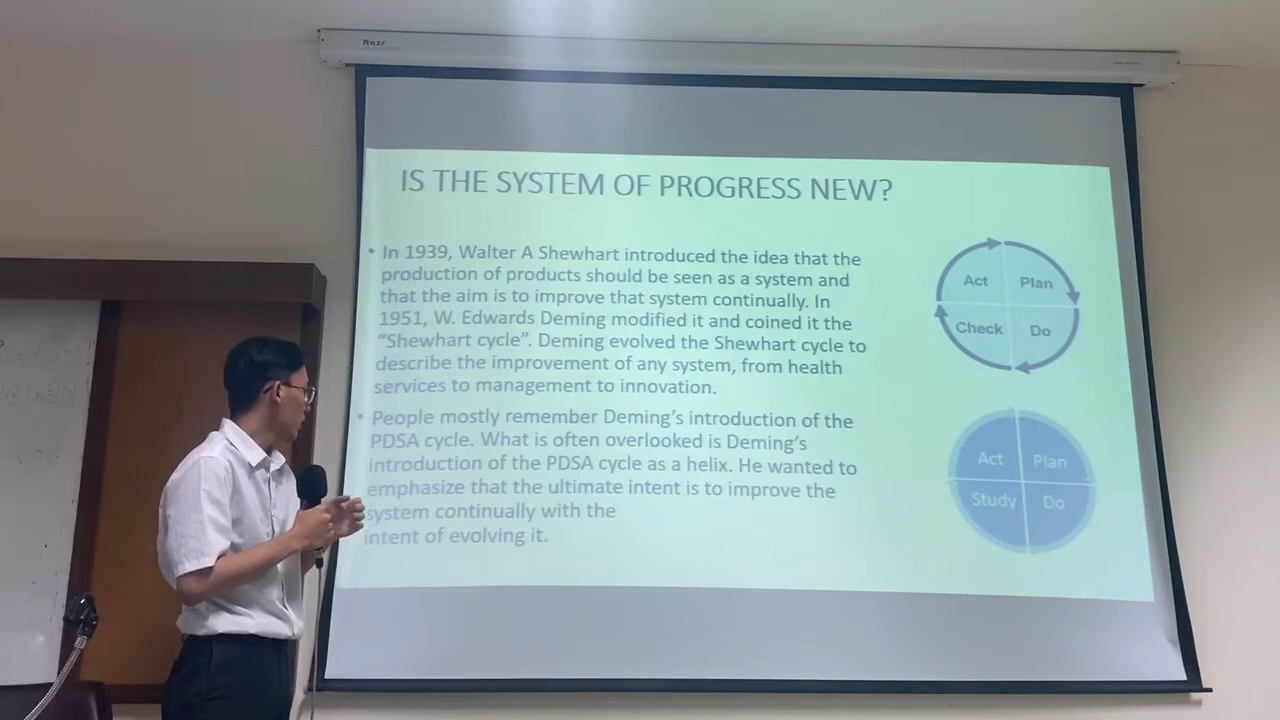 Razr
IS THE SYSTEM OF PROGRESS NEW?
• In 1939, Walter A Shewhart introduced the idea that the
production of products should be seen as a system and
that the aim is to improve that system continually. In
1951, W. Edwards Deming modified it and coined it the
“Shewhart cycle”. Deming evolved the Shewhart cycle to
describe the improvement of any system, from health
services to management to innovation.
• People mostly remember Deming’s introduction of the
PDSA cycle. What is often overlooked is Deming’s
introduction of the PDSA cycle as a helix. He wanted to
emphasize that the ultimate intent is to improve the
system continually with the
intent of evolving it.
Act Plan
Check Do
Act Plan
Study Do